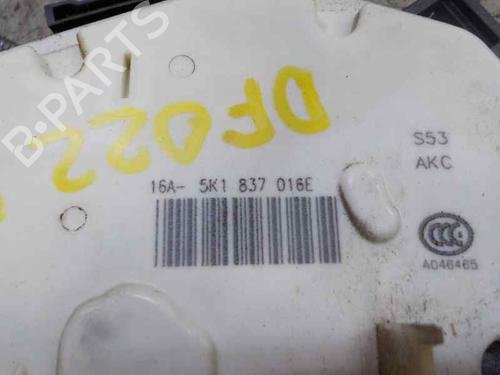 B-PARTS
DF022
S53
AKC
16A- 5K1 837 016E
CCC
A046465